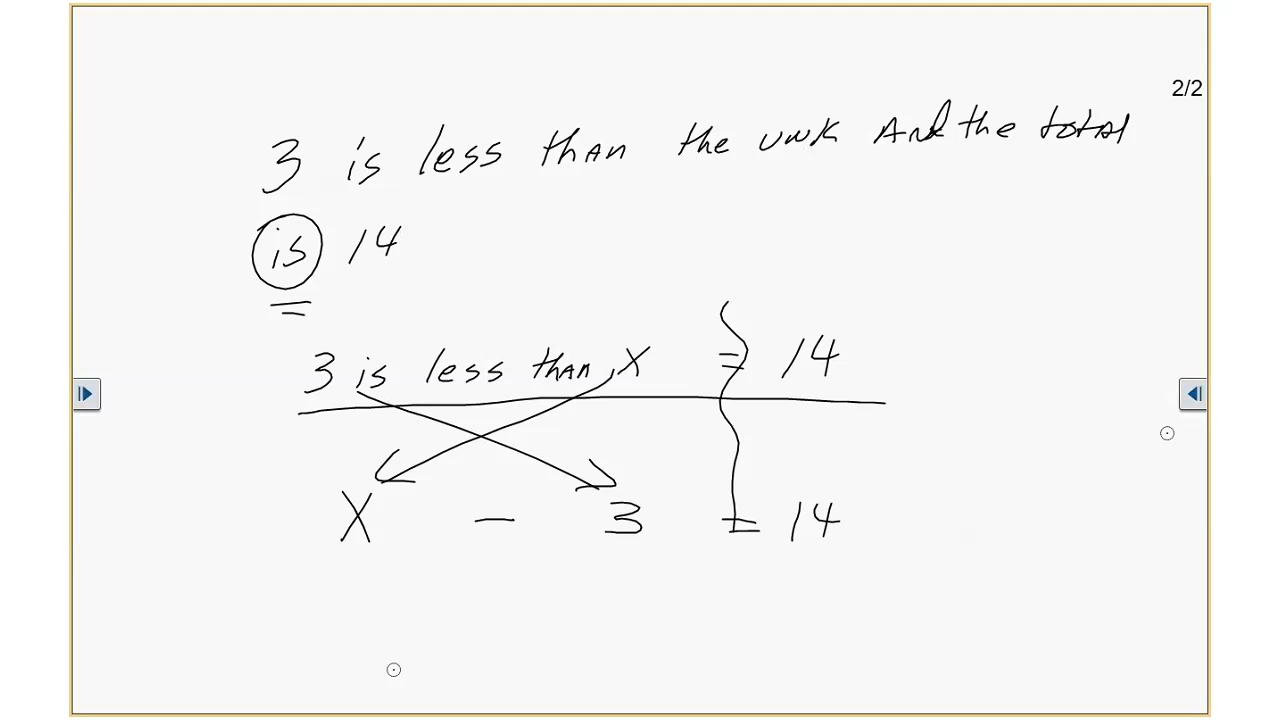 2/2
3 is less than the unk And the total
is 14
3 is less than X = 14
X - 3 = 14